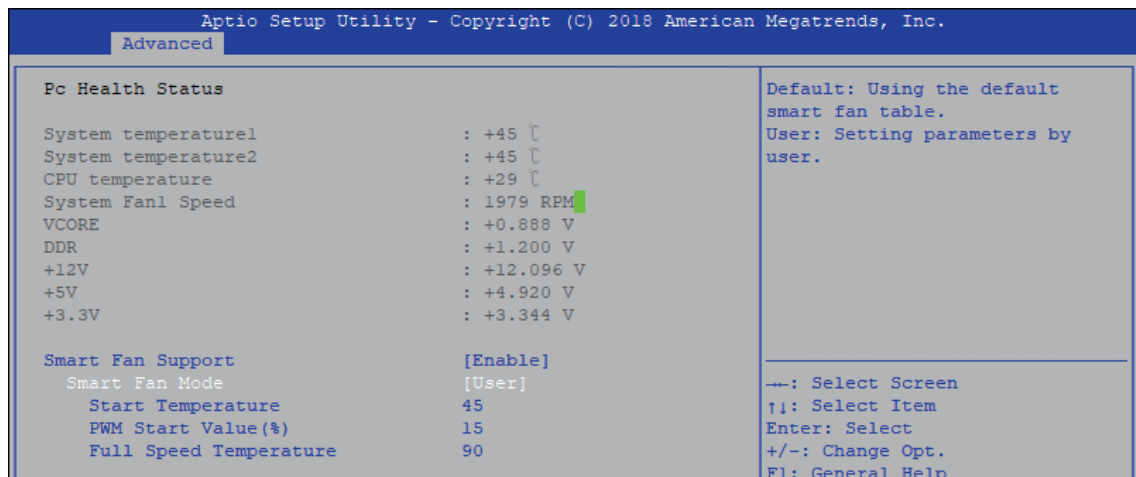 Aptio Setup Utility - Copyright (C) 2018 American Megatrends, Inc.
Advanced
Pc Health Status
System temperature1 : +45 ℃
System temperature2 : +45 ℃
CPU temperature : +29 ℃
System Fan1 Speed : 1979 RPM
VCORE : +0.888 V
DDR : +1.200 V
+12V : +12.096 V
+5V : +4.920 V
+3.3V : +3.344 V
Smart Fan Support [Enable]
Smart Fan Mode [User]
Start Temperature 45
PWM Start Value(%) 15
Full Speed Temperature 90
Default: Using the default
smart fan table.
User: Setting parameters by
user.
→←: Select Screen
↑↓: Select Item
Enter: Select
+/-: Change Opt.
F1: General Help